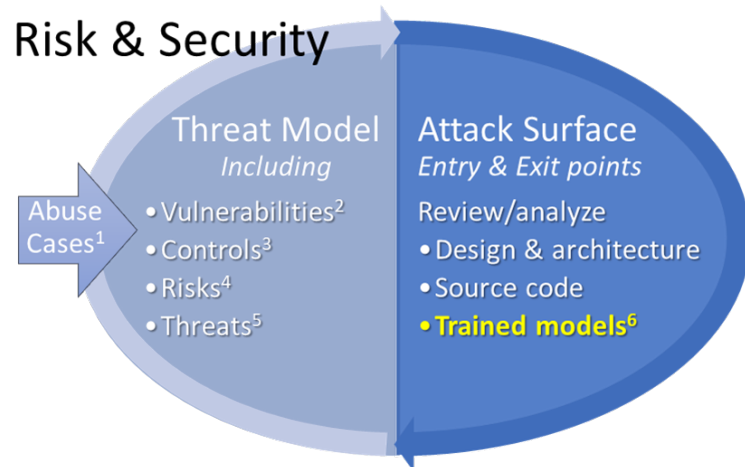 Risk & Security
Threat Model
Including
•Vulnerabilities²
•Controls³
•Risks⁴
•Threats⁵
Abuse
Cases¹
Attack Surface
Entry & Exit points
Review/analyze
•Design & architecture
•Source code
•Trained models⁶